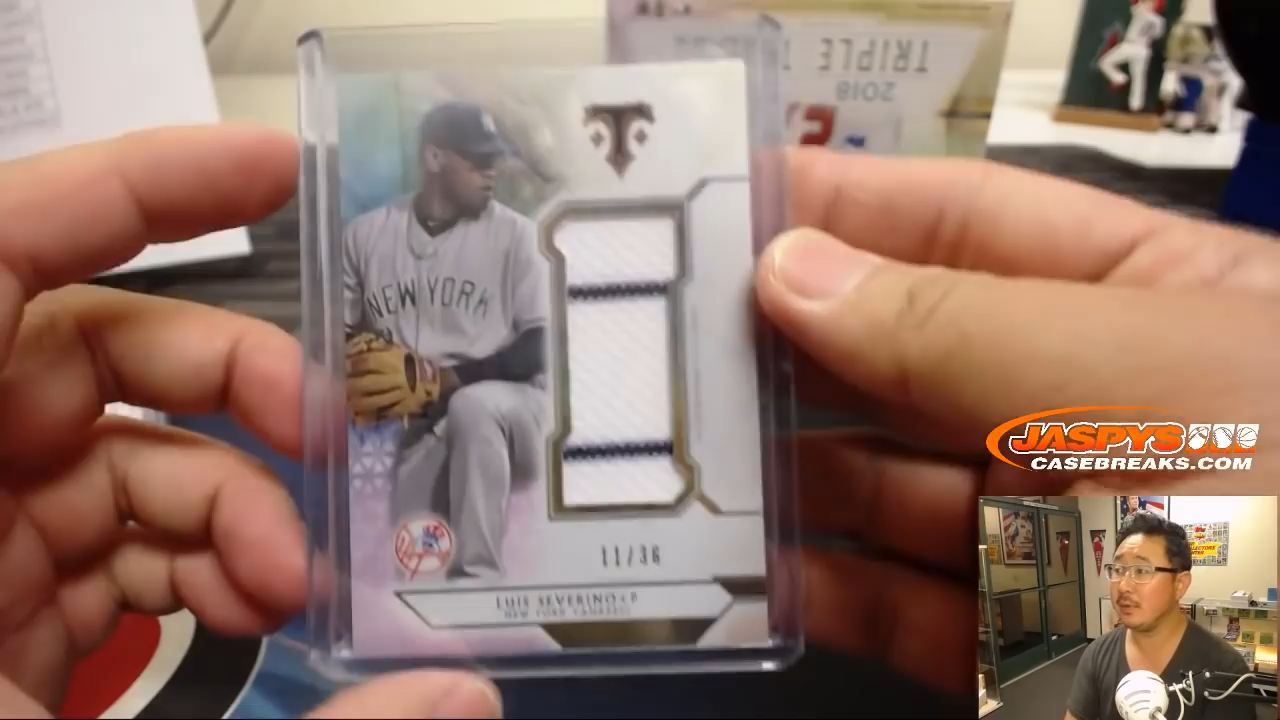 TRIPLE
2018
T
NEW YORK
11/36
LUIS SEVERINO • P
NEW YORK YANKEES
JASPYS
CASEBREAKS.COM